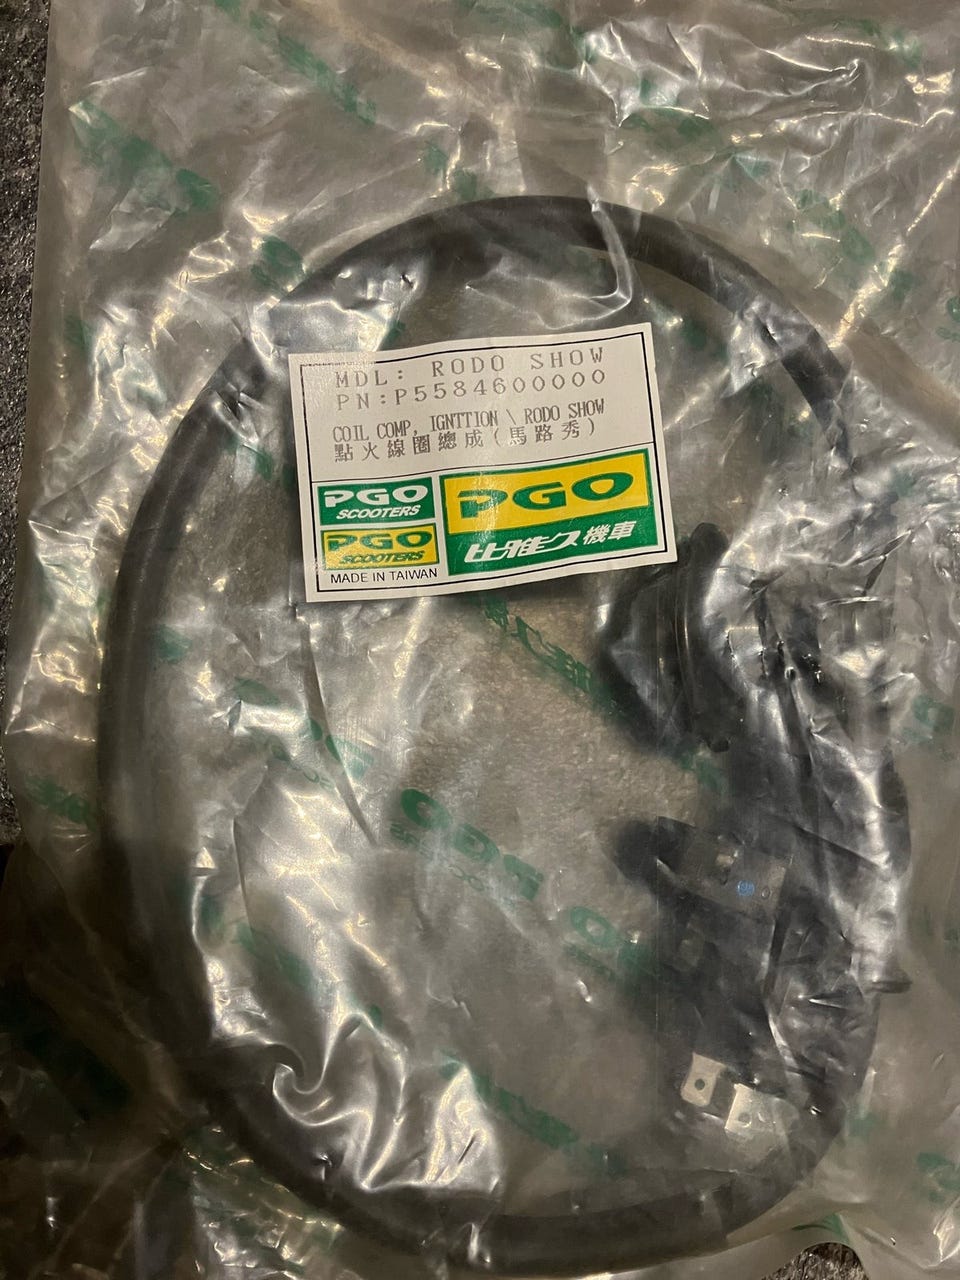 MDL: RODO SHOW
PN:P5584600000
COIL COMP, IGNTTION \ RODO SHOW
點火線圈總成(馬路秀)
PGO
SCOOTERS
PGO
SCOOTERS
MADE IN TAIWAN
PGO
比雅久機車
PGO